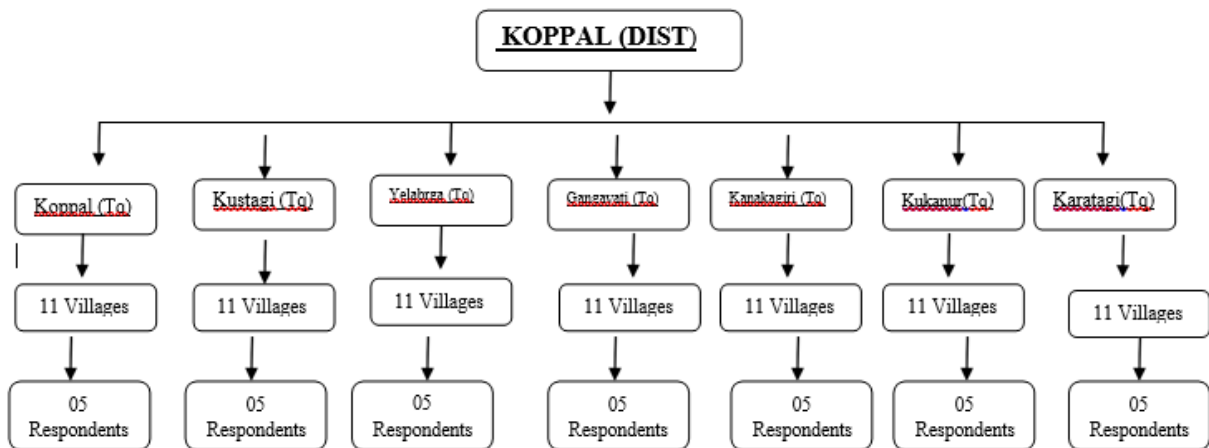 KOPPAL (DIST)
Koppal (Tq)
Kustagi (Tq)
Yelabrga (Tq)
Gangavati (Tq)
Kanakagiri (Tq)
Kukanur(Tq)
Karatagi(Tq)
11 Villages
11 Villages
11 Villages
11 Villages
11 Villages
11 Villages
11 Villages
05
Respondents
05
Respondents
05
Respondents
05
Respondents
05
Respondents
05
Respondents
05
Respondents